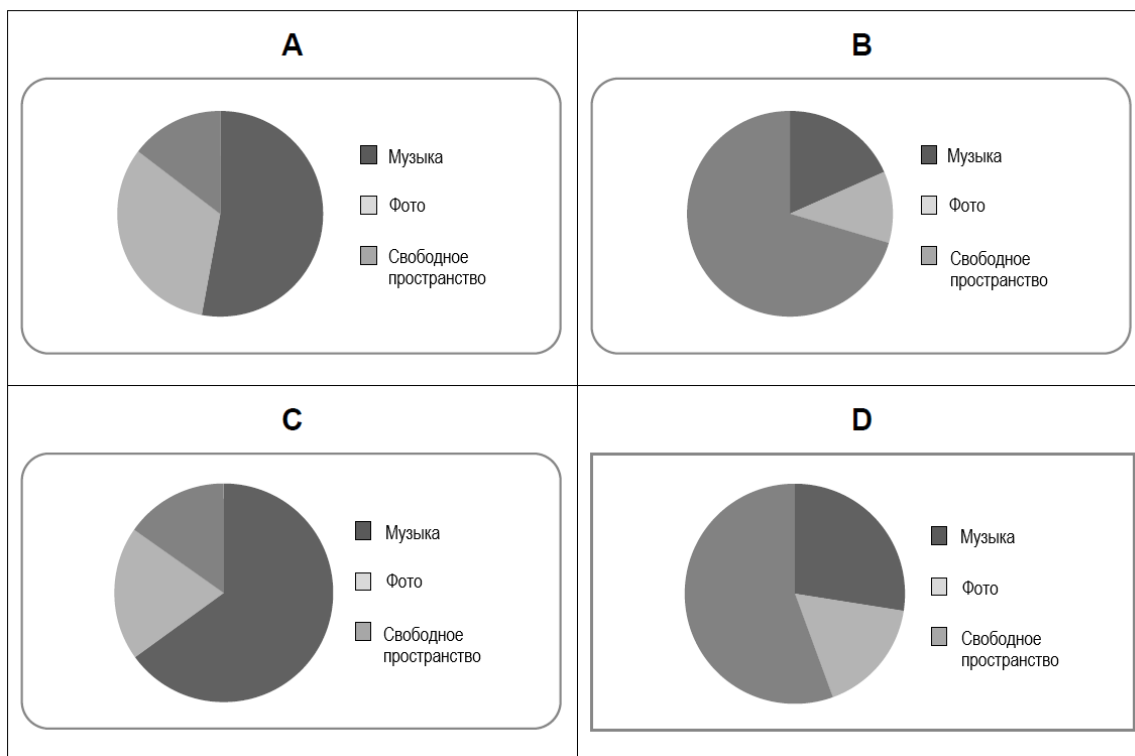 A
Музыка
Фото
Свободное
пространство
B
Музыка
Фото
Свободное
пространство
C
Музыка
Фото
Свободное
пространство
D
Музыка
Фото
Свободное
пространство